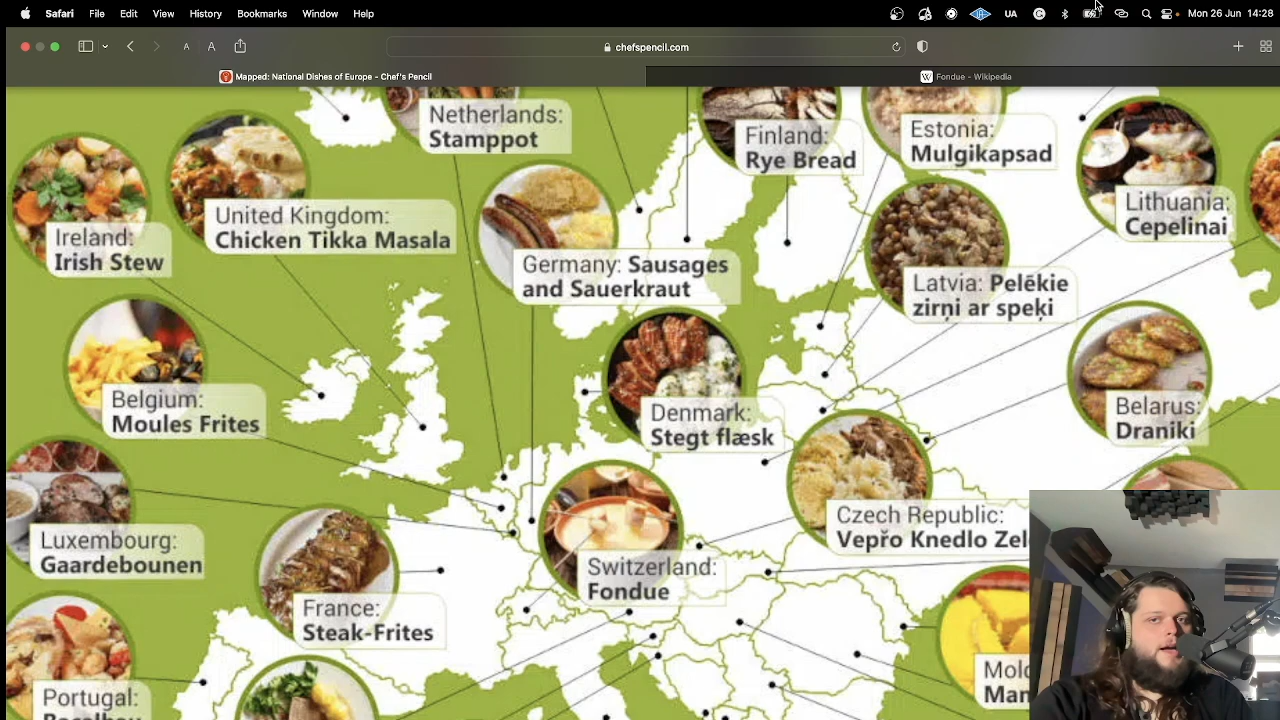 Safari File Edit View History Bookmarks Window Help
UA
Mon 26 Jun 14:28
A A
chefspencil.com
Mapped: National Dishes of Europe - Chef's Pencil
W Fondue - Wikipedia
Netherlands:
Stamppot
Finland:
Rye Bread
Estonia:
Mulgikapsad
Lithuania:
Cepelinai
United Kingdom:
Chicken Tikka Masala
Ireland:
Irish Stew
Germany: Sausages
and Sauerkraut
Latvia: Pelēkie
zirņi ar speķi
Belgium:
Moules Frites
Denmark:
Stegt flæsk
Belarus:
Draniki
Czech Republic:
Vepřo Knedlo Zel
Luxembourg:
Gaardebounen
Switzerland:
Fondue
France:
Steak-Frites
Portugal:
Mold
Mam